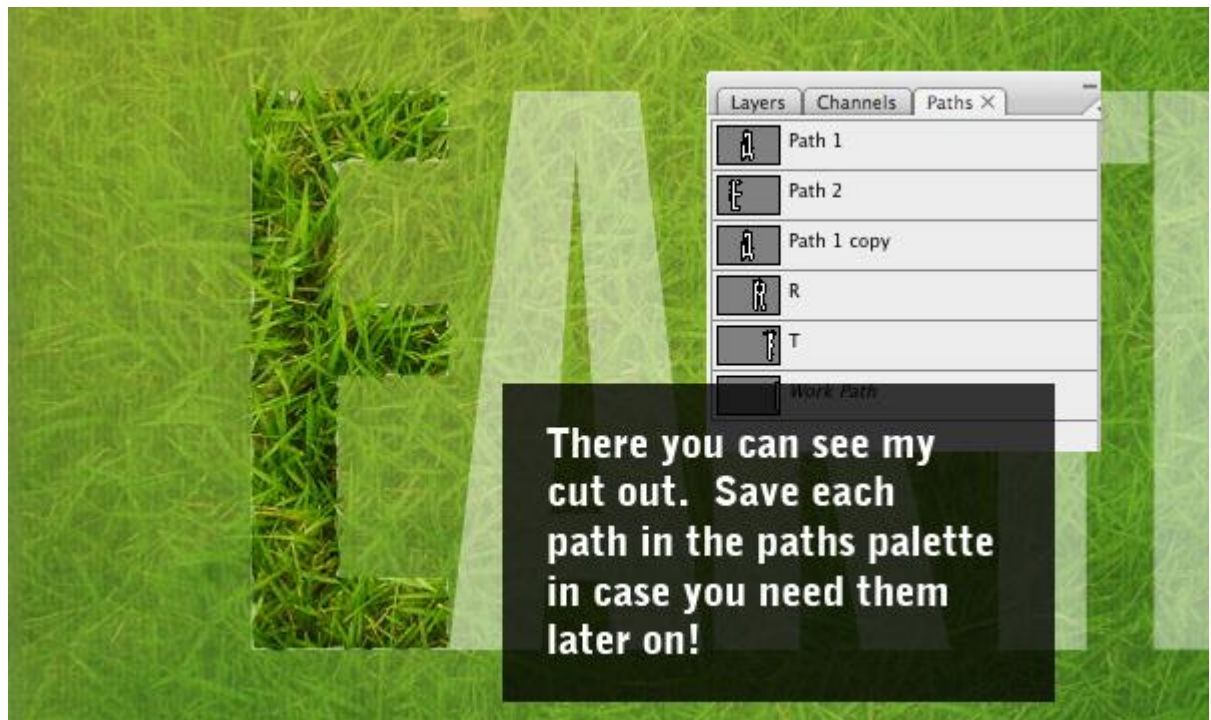 EART
Layers Channels Paths
Path 1
Path 2
Path 1 copy
R
T
Work Path
There you can see my
cut out. Save each
path in the paths palette
in case you need them
later on!